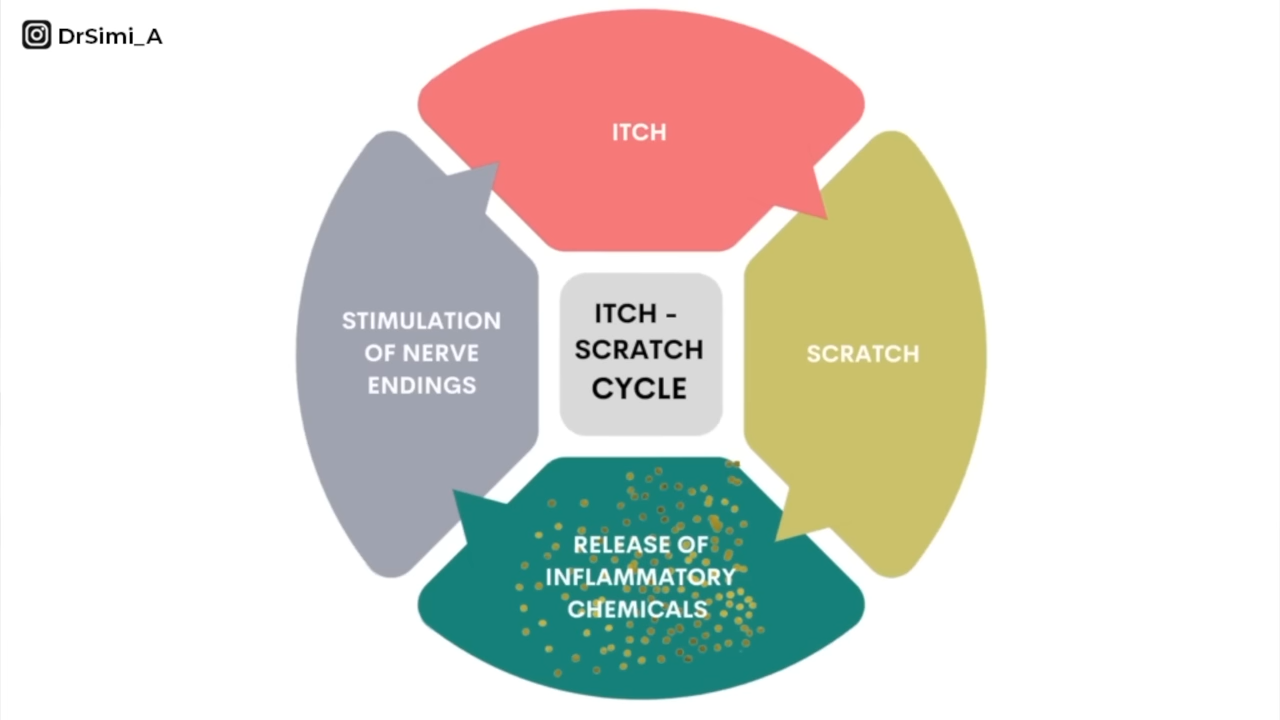 DrSimi_A
ITCH
SCRATCH
RELEASE OF
INFLAMMATORY
CHEMICALS
STIMULATION
OF NERVE
ENDINGS
ITCH -
SCRATCH
CYCLE